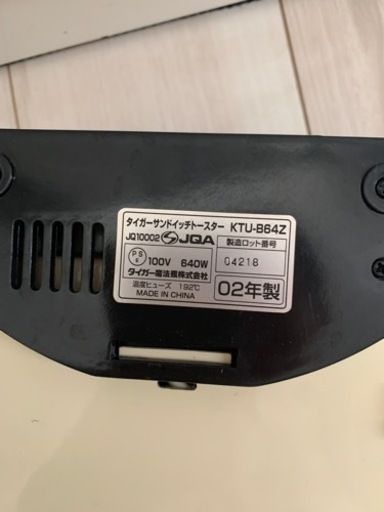 タイガーサンドイッチトースター KTU-B64Z
JQ10002 JQA 製造ロット番号
PSE 100V 640W 04218
タイガー魔法瓶株式会社
温度ヒューズ 192℃ 02年製
MADE IN CHINA